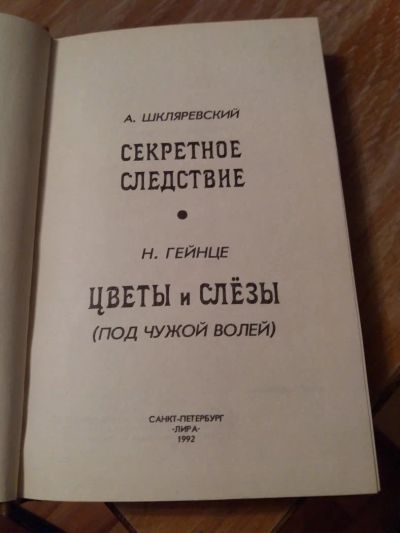 А. ШКЛЯРЕВСКИЙ
СЕКРЕТНОЕ
СЛЕДСТВИЕ
•
Н. ГЕЙНЦЕ
ЦВЕТЫ и СЛЁЗЫ
(ПОД ЧУЖОЙ ВОЛЕЙ)
САНКТ-ПЕТЕРБУРГ
-ЛИРА-
1992